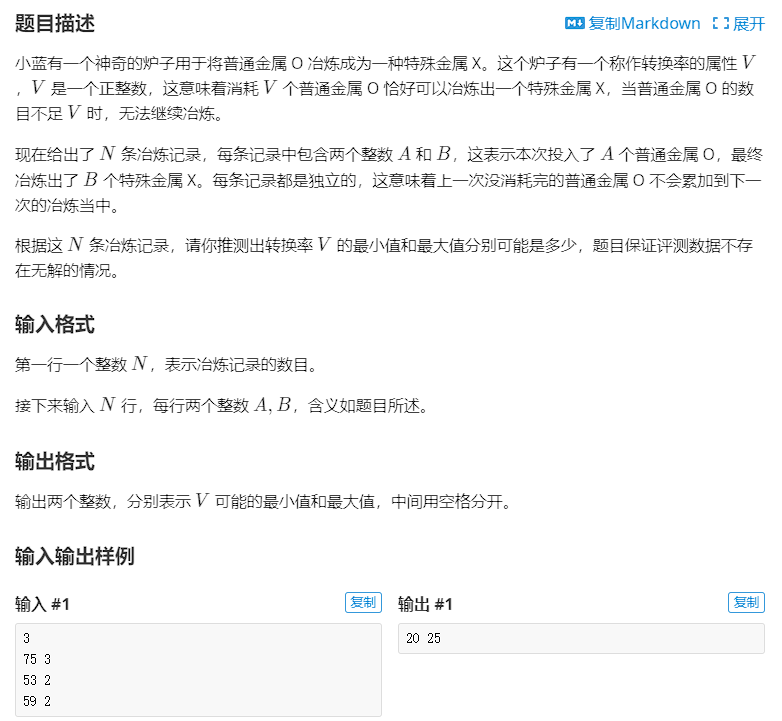 题目描述 复制Markdown 展开
小蓝有一个神奇的炉子用于将普通金属 O 冶炼成为一种特殊金属 X。这个炉子有一个称作转换率的属性 V
，V 是一个正整数，这意味着消耗 V 个普通金属 O 恰好可以冶炼出一个特殊金属 X，当普通金属 O 的数
目不足 V 时，无法继续冶炼。
现在给出了 N 条冶炼记录，每条记录中包含两个整数 A 和 B，这表示本次投入了 A 个普通金属 O，最终
冶炼出了 B 个特殊金属 X。每条记录都是独立的，这意味着上一次没消耗完的普通金属 O 不会累加到下一
次的冶炼当中。
根据这 N 条冶炼记录，请你推测出转换率 V 的最小值和最大值分别可能是多少，题目保证评测数据不存
在无解的情况。
输入格式
第一行一个整数 N，表示冶炼记录的数目。
接下来输入 N 行，每行两个整数 A, B，含义如题目所述。
输出格式
输出两个整数，分别表示 V 可能的最小值和最大值，中间用空格分开。
输入输出样例
输入 #1 复制
3
75 3
53 2
59 2
输出 #1 复制
20 25